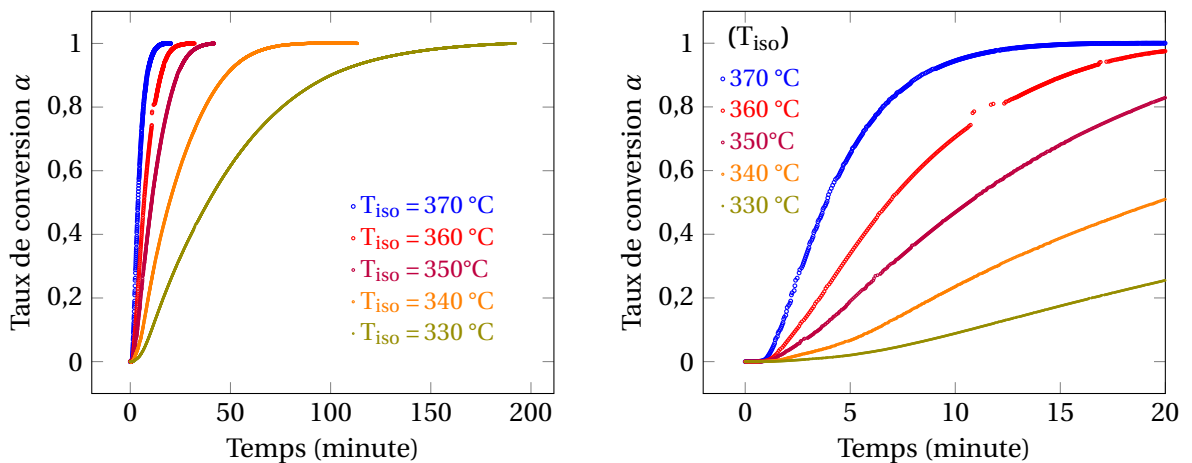 1
0,8
0,6
0,4
0,2
0
Taux de conversion α
T_iso = 370 °C
T_iso = 360 °C
T_iso = 350°C
T_iso = 340 °C
T_iso = 330 °C
0 50 100 150 200
Temps (minute)
1
0,8
0,6
0,4
0,2
0
Taux de conversion α
(T_iso)
370 °C
360 °C
350°C
340 °C
330 °C
0 5 10 15 20
Temps (minute)